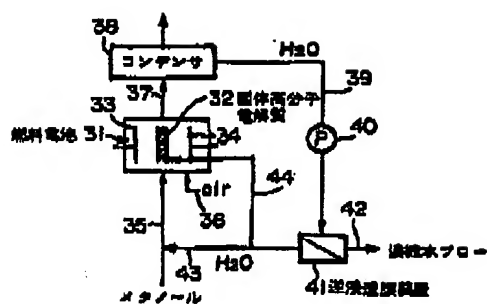 38
コンデンサ
H2O
37
39
33
32 固体高分子
電解質
34
燃料電池 31
P
40
air
36
44
42
35
濃縮水ブロー
43
H2O
41 逆浸透膜装置
メタノール